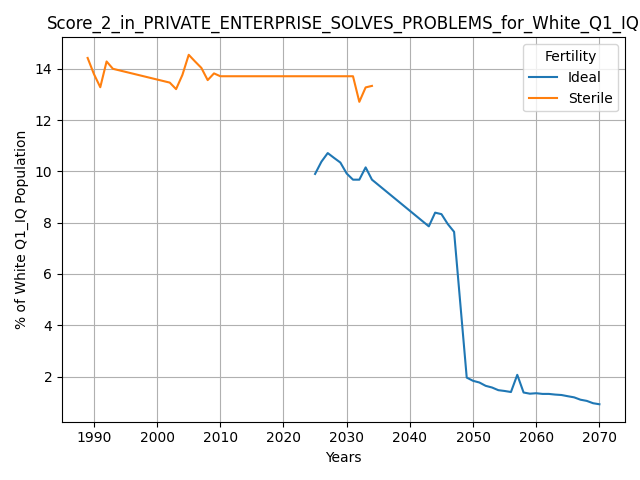 Score_2_in_PRIVATE_ENTERPRISE_SOLVES_PROBLEMS_for_White_Q1_IQ
Fertility
Ideal
Sterile
% of White Q1_IQ Population
14
12
10
8
6
4
2
1990 2000 2010 2020 2030 2040 2050 2060 2070
Years